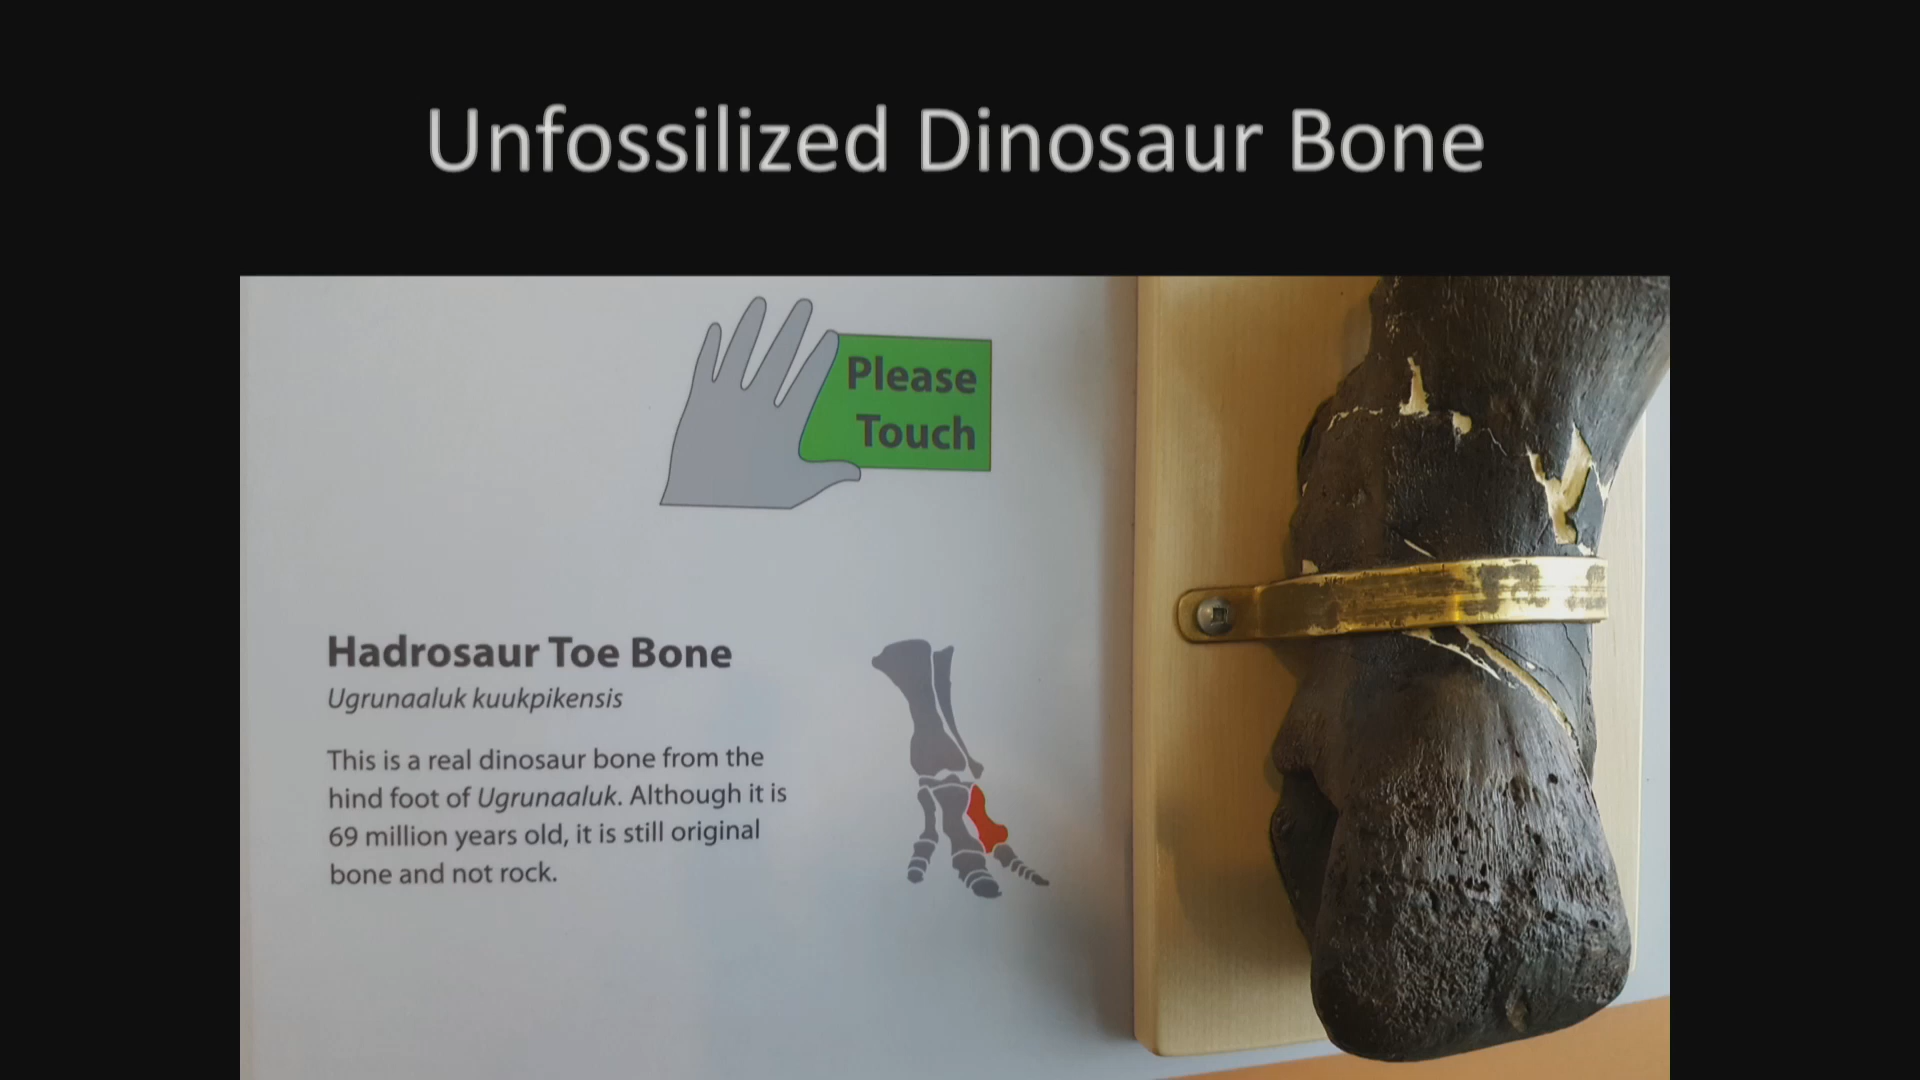 Unfossilized Dinosaur Bone
Please
Touch
Hadrosaur Toe Bone
Ugrunaaluk kuukpikensis
This is a real dinosaur bone from the
hind foot of Ugrunaaluk. Although it is
69 million years old, it is still original
bone and not rock.